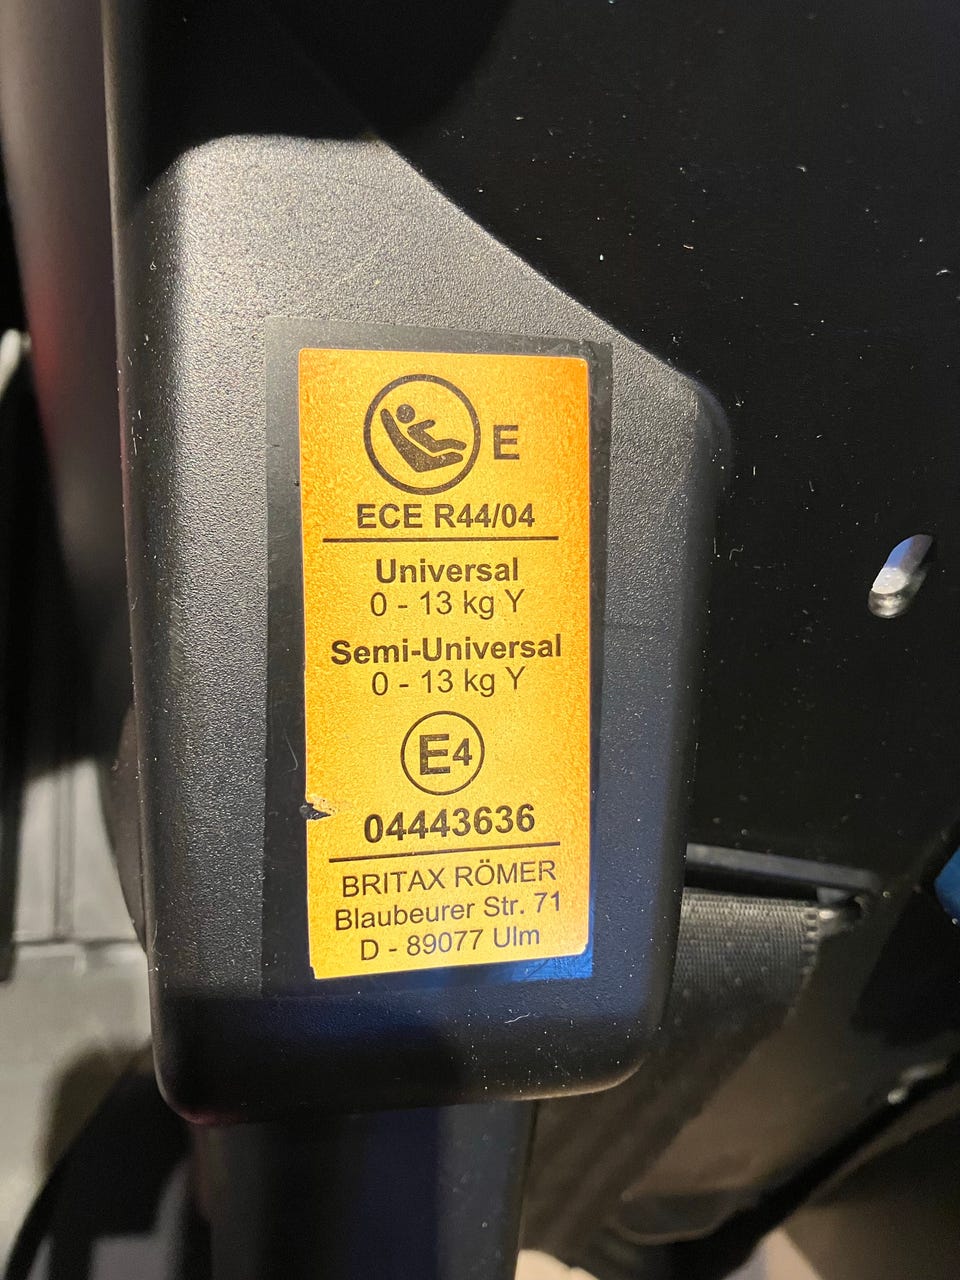 E
ECE R44/04
Universal
0 - 13 kg Y
Semi-Universal
0 - 13 kg Y
E4
04443636
BRITAX RÖMER
Blaubeurer Str. 71
D - 89077 Ulm